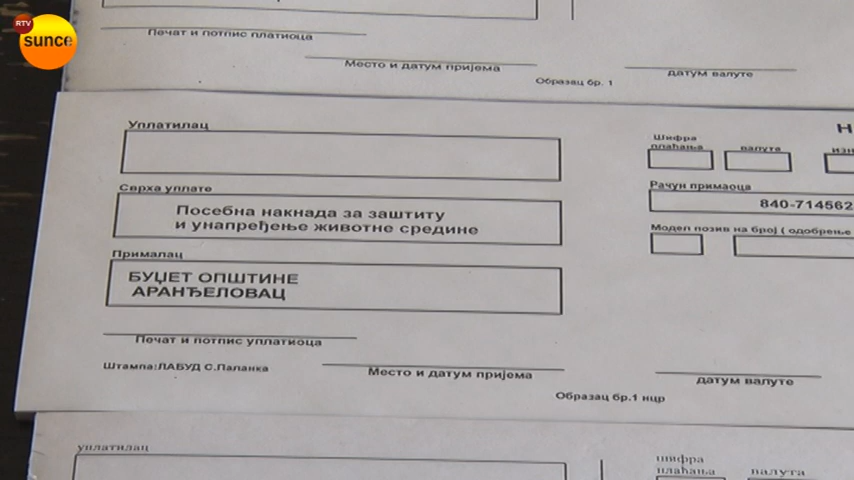 RTV
sunce
Печат и потпис платиоца
Место и датум пријема
Образац бр. 1
датум валуте
Уплатилац
Шифра
плаћања
валута
Сврха уплате
Посебна накнада за заштиту
и унапређење животне средине
Рачун примаоца
840-714562
Модел позив на број ( одобрење
Прималац
БУЏЕТ ОПШТИНЕ
АРАНЂЕЛОВАЦ
Печат и потпис уплатиоца
Штампа:ЛАБУД С.Паланка
Место и датум пријема
датум валуте
Образац бр.1 нцр
уплатилац
шифра
плаћања
валута